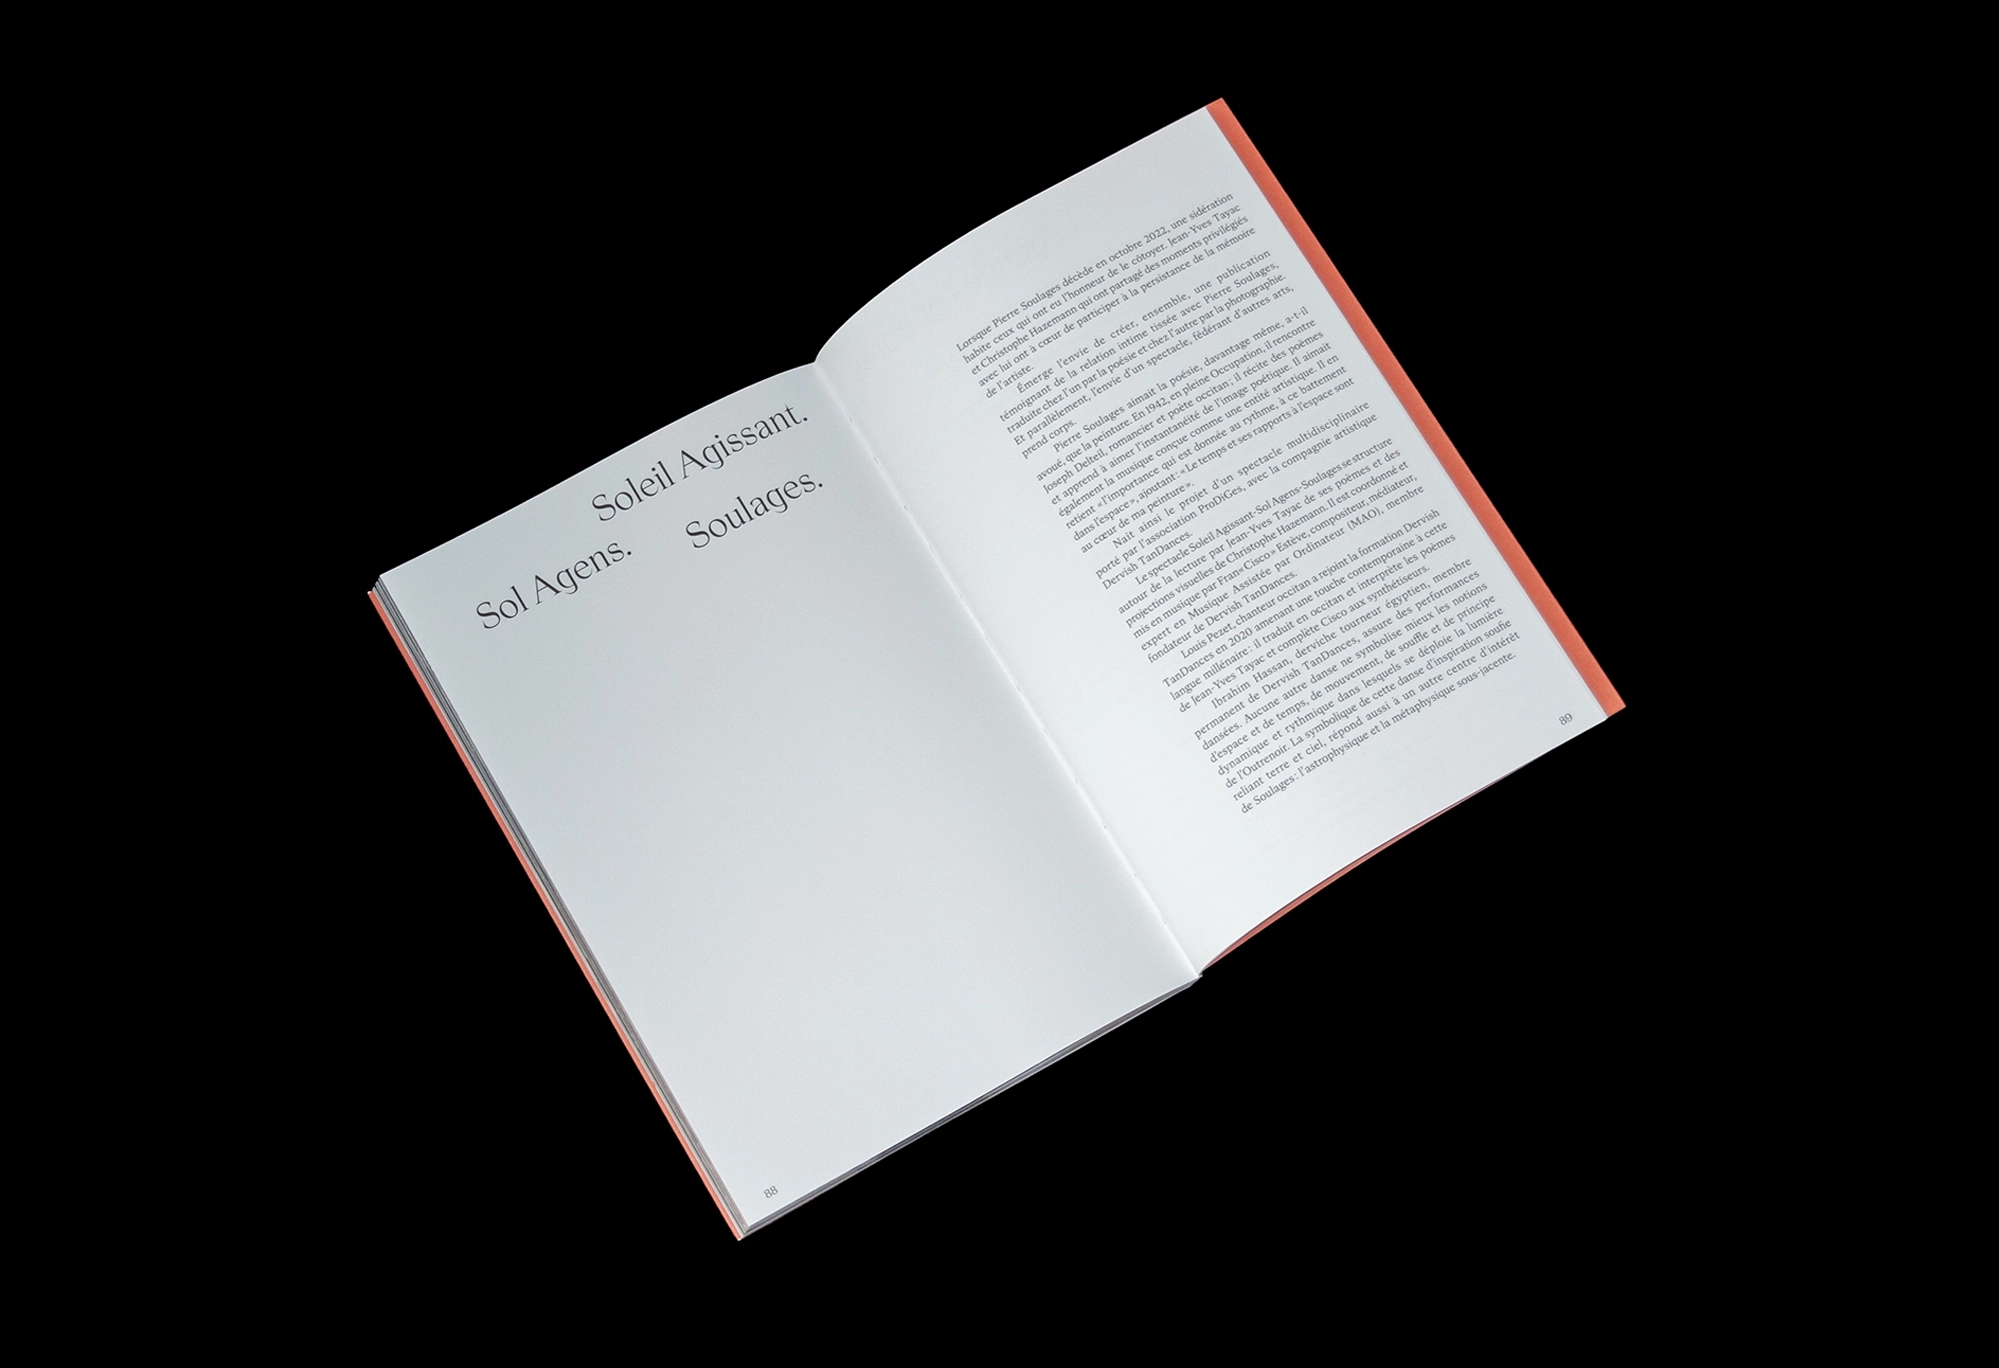 Soleil Agissant.
Sol Agens. Soulages.
88
Lorsque Pierre Soulages décède en octobre 2022, une sidération
habite ceux qui ont eu l'honneur de le côtoyer. Jean-Yves Tayac
et Christophe Hazemann qui ont partagé des moments privilégiés
avec lui ont à cœur de participer à la persistance de la mémoire
de l'artiste.
Émerge l'envie de créer, ensemble, une publication
témoignant de la relation intime tissée avec Pierre Soulages,
traduite chez l'un par la poésie et chez l'autre par la photographie.
Et parallèlement, l'envie d'un spectacle, fédérant d'autres arts,
prend corps.
Pierre Soulages aimait la poésie, davantage même, a-t-il
avoué, que la peinture. En 1942, en pleine Occupation, il rencontre
Joseph Delteil, romancier et poète occitan ; il récite des poèmes
et apprend à aimer l'instantanéité de l'image poétique. Il aimait
également la musique conçue comme une entité artistique. Il en
retient « l'importance qui est donnée au rythme, à ce battement
dans l'espace », ajoutant : « Le temps et ses rapports à l'espace sont
au cœur de ma peinture ».
Naît ainsi le projet d'un spectacle multidisciplinaire
porté par l'association ProDiGes, avec la compagnie artistique
Dervish TanDances.
Le spectacle Soleil Agissant-Sol Agens-Soulages se structure
autour de la lecture par Jean-Yves Tayac de ses poèmes et des
projections visuelles de Christophe Hazemann. Il est coordonné et
mis en musique par Fran« Cisco » Estève, compositeur, médiateur,
expert en Musique Assistée par Ordinateur (MAO), membre
fondateur de Dervish TanDances.
Louis Pezet, chanteur occitan a rejoint la formation Dervish
TanDances en 2020 amenant une touche contemporaine à cette
langue millénaire : il traduit en occitan et interprète les poèmes
de Jean-Yves Tayac et complète Cisco aux synthétiseurs.
Ibrahim Hassan, derviche tourneur égyptien, membre
permanent de Dervish TanDances, assure des performances
dansées. Aucune autre danse ne symbolise mieux les notions
d'espace et de temps, de mouvement, de souffle et de principe
dynamique et rythmique dans lesquels se déploie la lumière
de l'Outrenoir. La symbolique de cette danse d'inspiration soufie
reliant terre et ciel, répond aussi à un autre centre d'intérêt
de Soulages : l'astrophysique et la métaphysique sous-jacente.
89